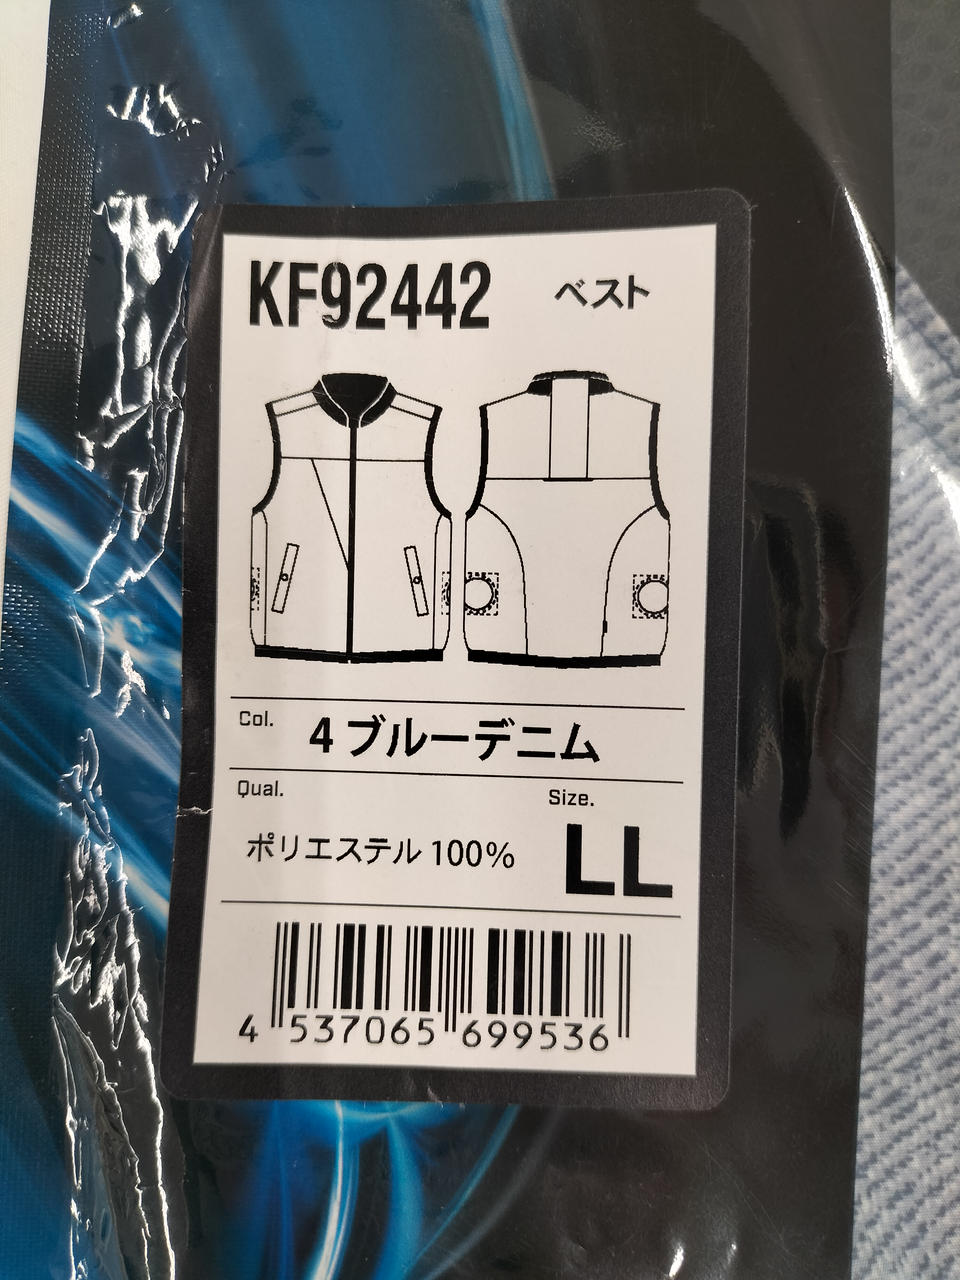 KF92442 ベスト
Col. 4 ブルーデニム
Qual.
ポリエステル 100%
Size.
LL
4 537065 699536